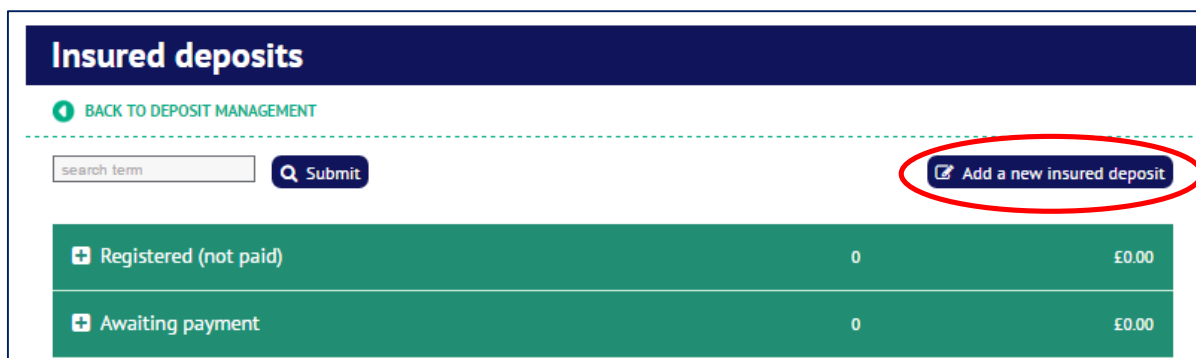 Insured deposits
BACK TO DEPOSIT MANAGEMENT
search term Submit Add a new insured deposit
Registered (not paid) 0 £0.00
Awaiting payment 0 £0.00